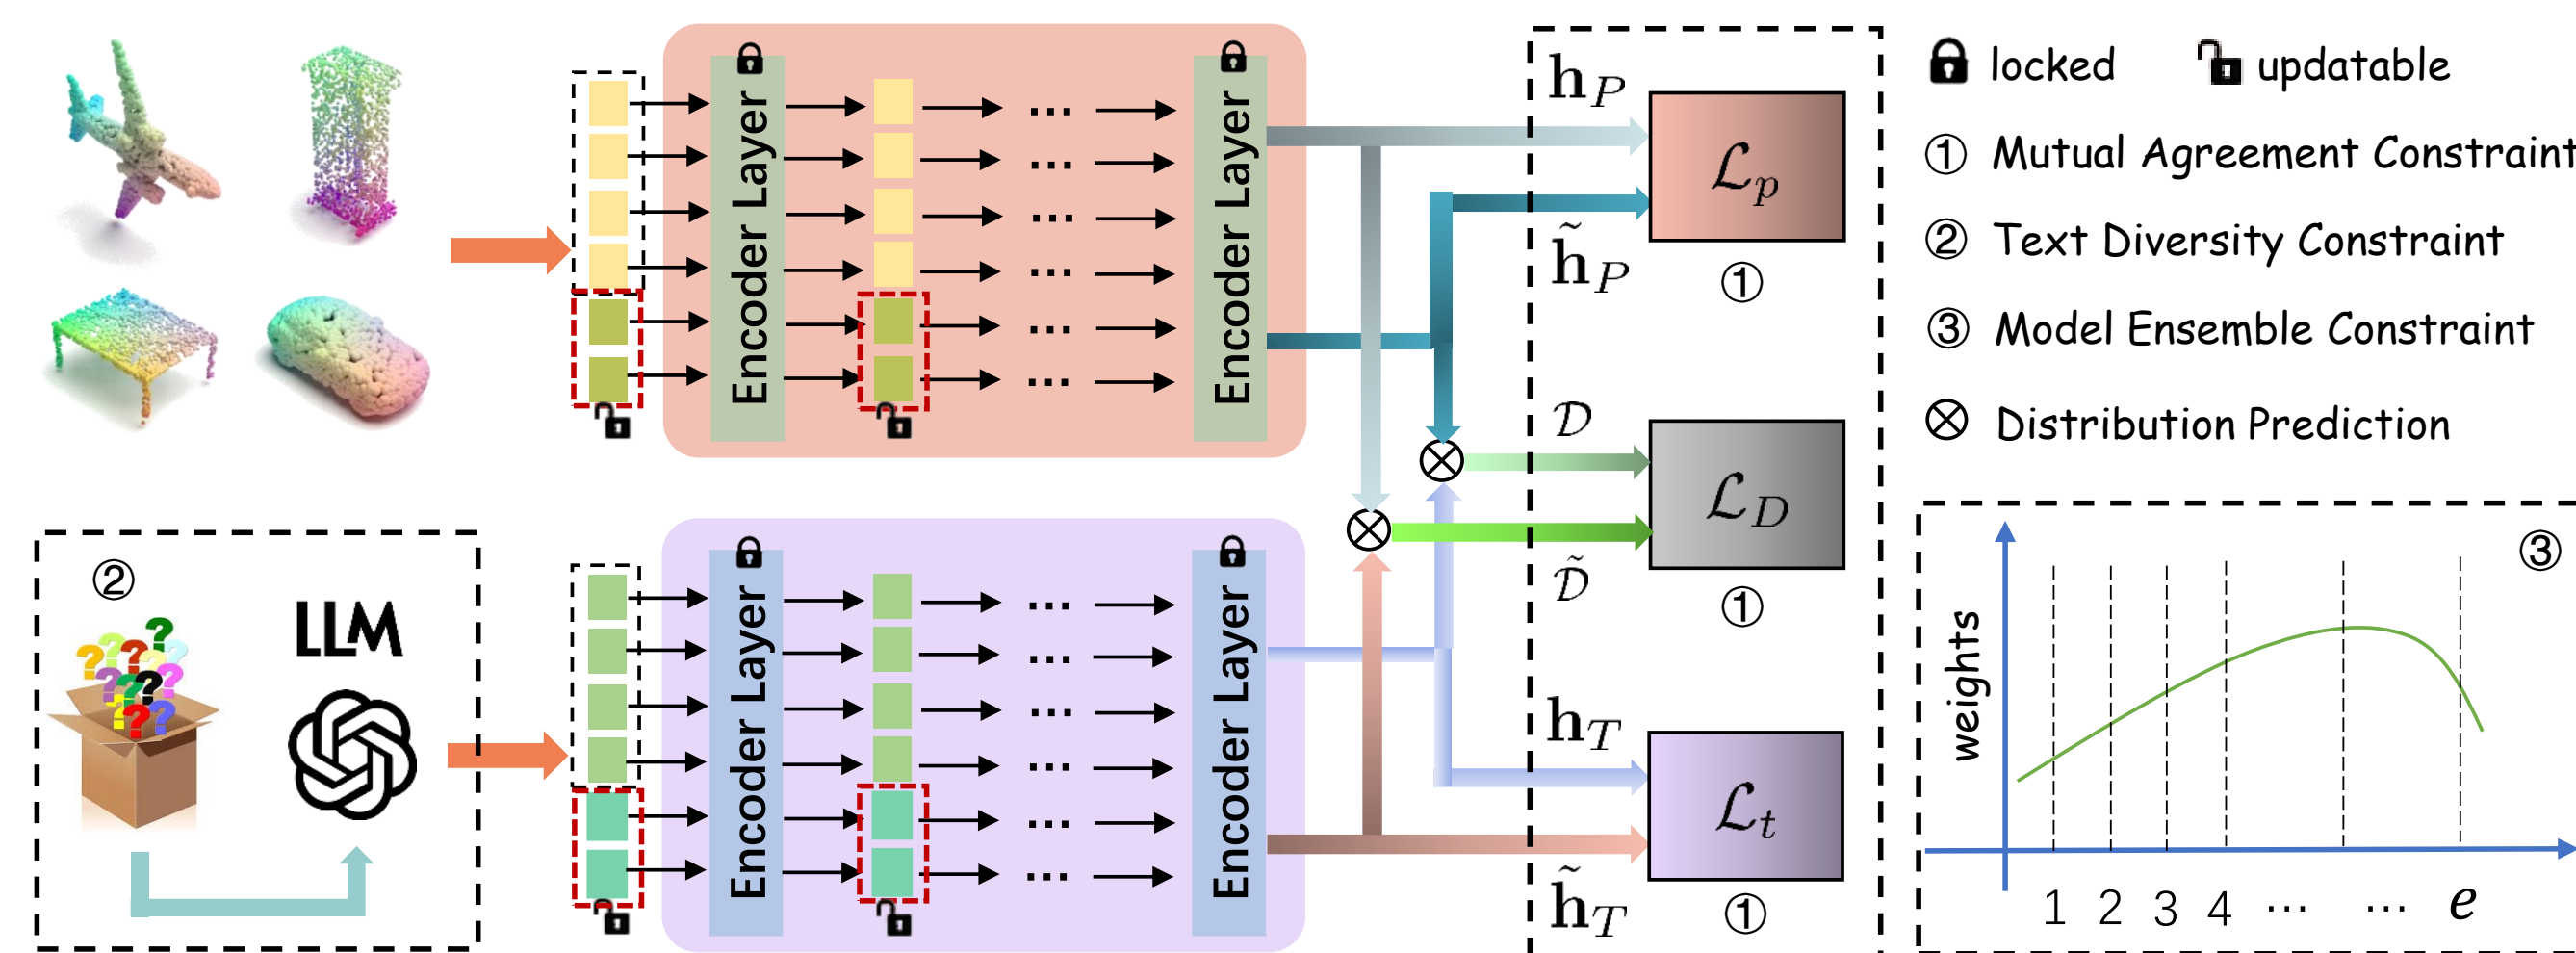 Encoder Layer
...
...
...
...
...
...
Encoder Layer
②
LLM
Encoder Layer
...
...
...
...
...
...
Encoder Layer
h_P
h̃_P
ℒ_p
①
𝒟
𝒟̃
ℒ_D
①
h_T
h̃_T
ℒ_t
①
locked
updatable
① Mutual Agreement Constraint
② Text Diversity Constraint
③ Model Ensemble Constraint
⊗ Distribution Prediction
③
weights
1 2 3 4 ... ... e